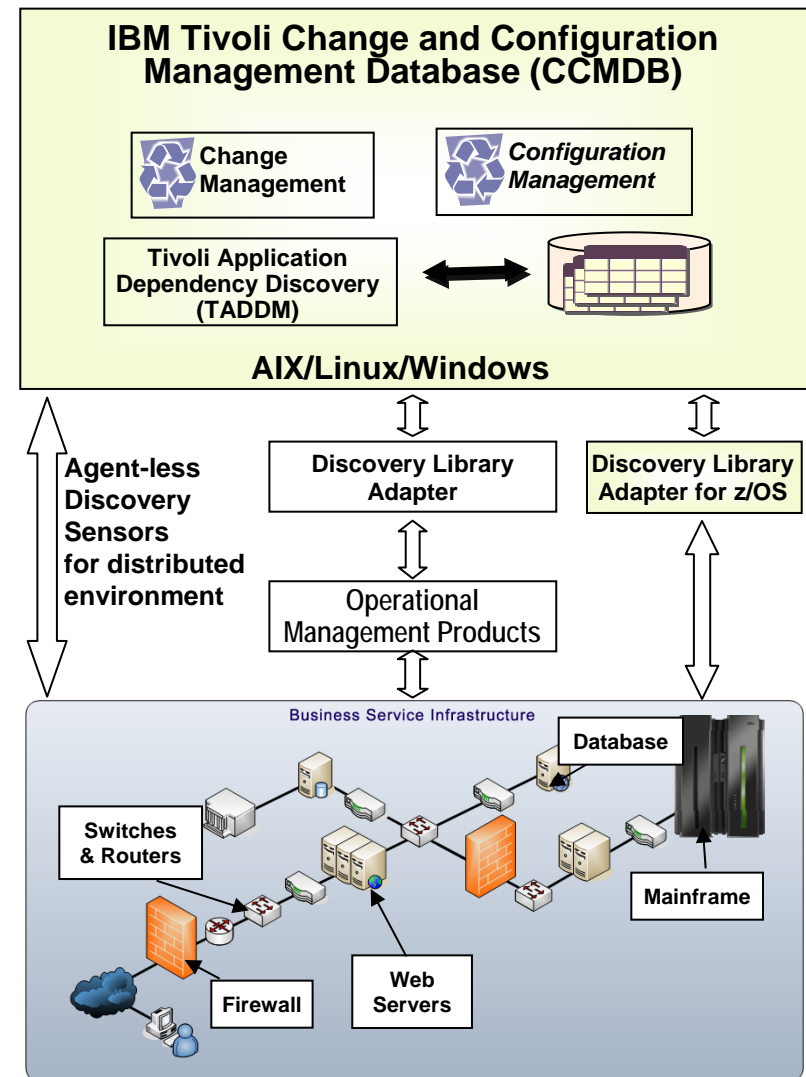 IBM Tivoli Change and Configuration
Management Database (CCMDB)
Change
Management
Configuration
Management
Tivoli Application
Dependency Discovery
(TADDM)
AIX/Linux/Windows
Agent-less
Discovery
Sensors
for distributed
environment
Discovery Library
Adapter
Discovery Library
Adapter for z/OS
Operational
Management Products
Business Service Infrastructure
Database
Switches
& Routers
Mainframe
Web
Servers
Firewall